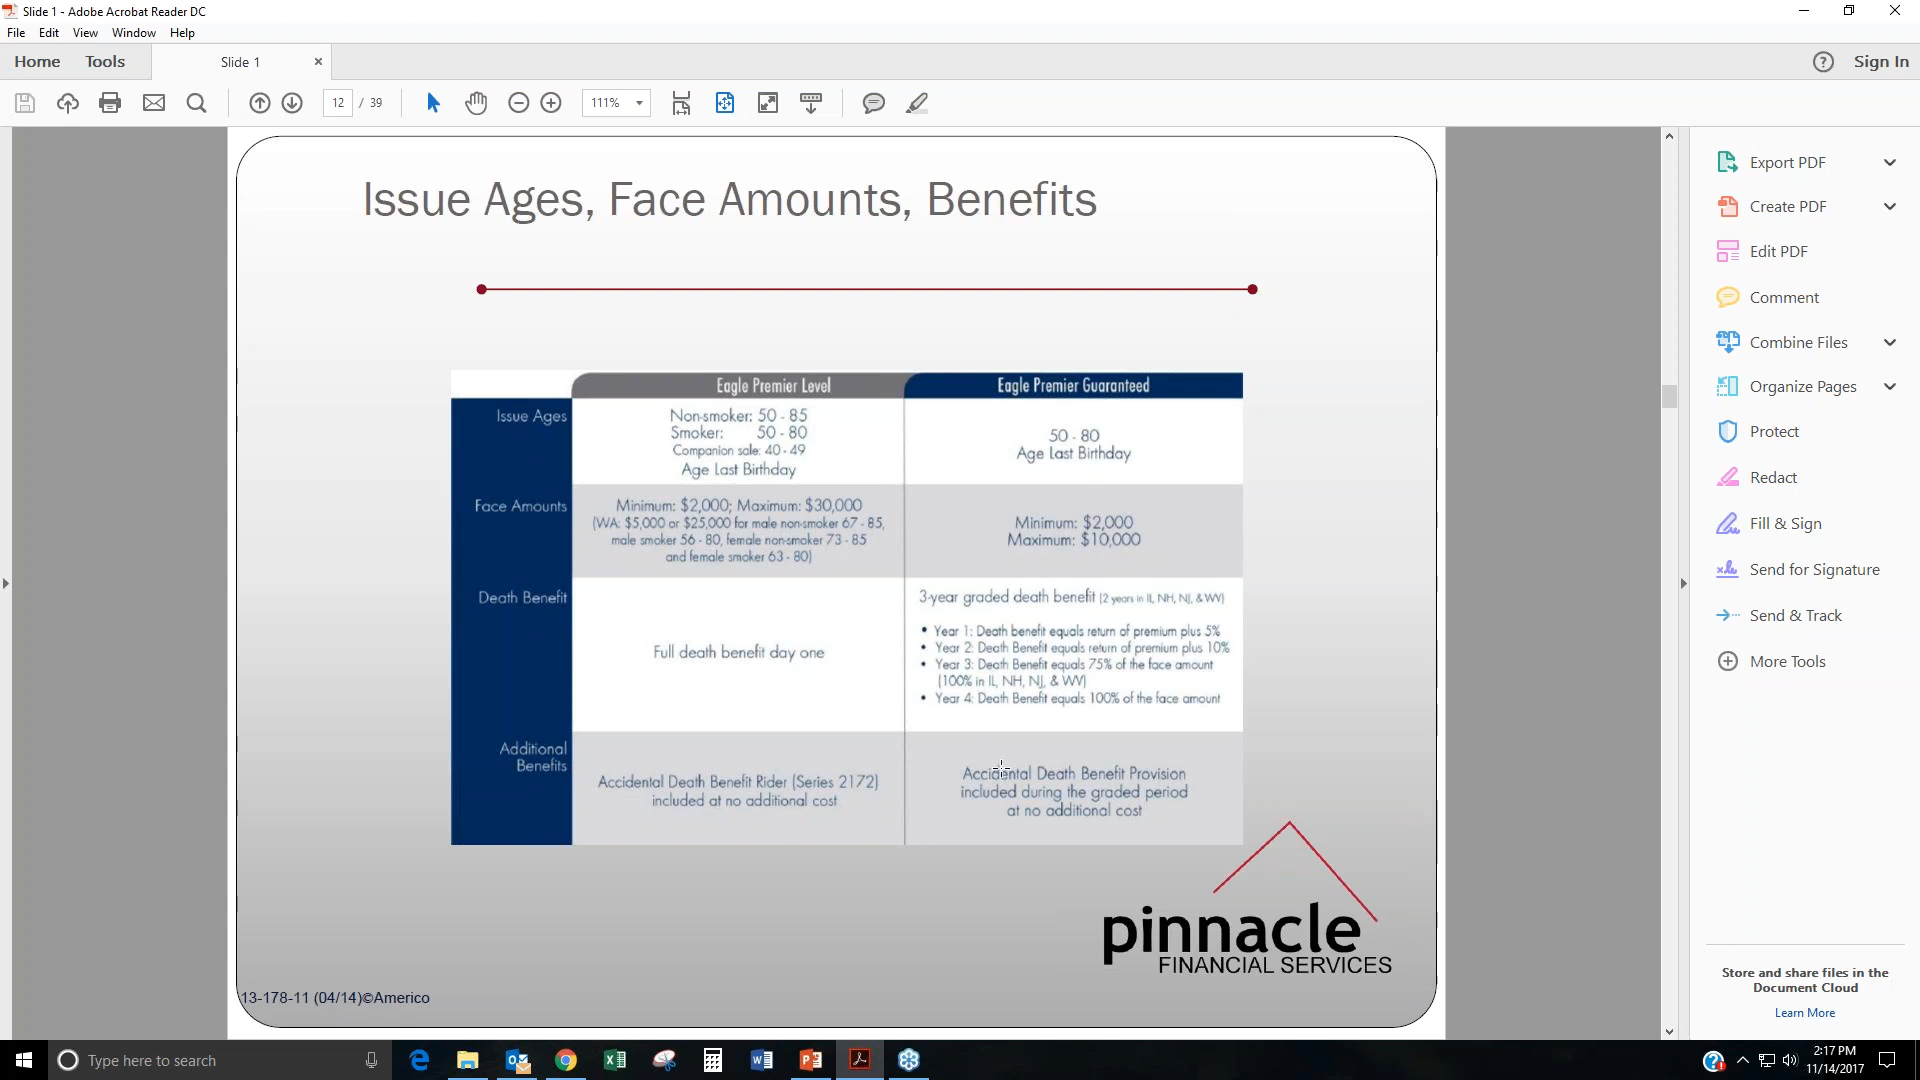 Slide 1 - Adobe Acrobat Reader DC
File Edit View Window Help
Home Tools Slide 1 Sign In
12 / 39 111%
Issue Ages, Face Amounts, Benefits
Eagle Premier Level Eagle Premier Guaranteed
Issue Ages
Non-smoker: 50 - 85
Smoker: 50 - 80
Companion sale: 40 - 49
Age Last Birthday
50 - 80
Age Last Birthday
Face Amounts
Minimum: $2,000; Maximum: $30,000
(WA: $5,000 or $25,000 for male non-smoker 67 - 85,
male smoker 56 - 80, female non-smoker 73 - 85
and female smoker 63 - 80)
Minimum: $2,000
Maximum: $10,000
Death Benefit
Full death benefit day one
3-year graded death benefit (2 years in IL, NH, NJ, & WV)
• Year 1: Death benefit equals return of premium plus 5%
• Year 2: Death Benefit equals return of premium plus 10%
• Year 3: Death Benefit equals 75% of the face amount
(100% in IL, NH, NJ, & WV)
• Year 4: Death Benefit equals 100% of the face amount
Additional
Benefits
Accidental Death Benefit Rider (Series 2172)
included at no additional cost
Accidental Death Benefit Provision
included during the graded period
at no additional cost
pinnacle
FINANCIAL SERVICES
13-178-11 (04/14)©Americo
Export PDF
Create PDF
Edit PDF
Comment
Combine Files
Organize Pages
Protect
Redact
Fill & Sign
Send for Signature
Send & Track
More Tools
Store and share files in the
Document Cloud
Learn More
Type here to search
2:17 PM
11/14/2017